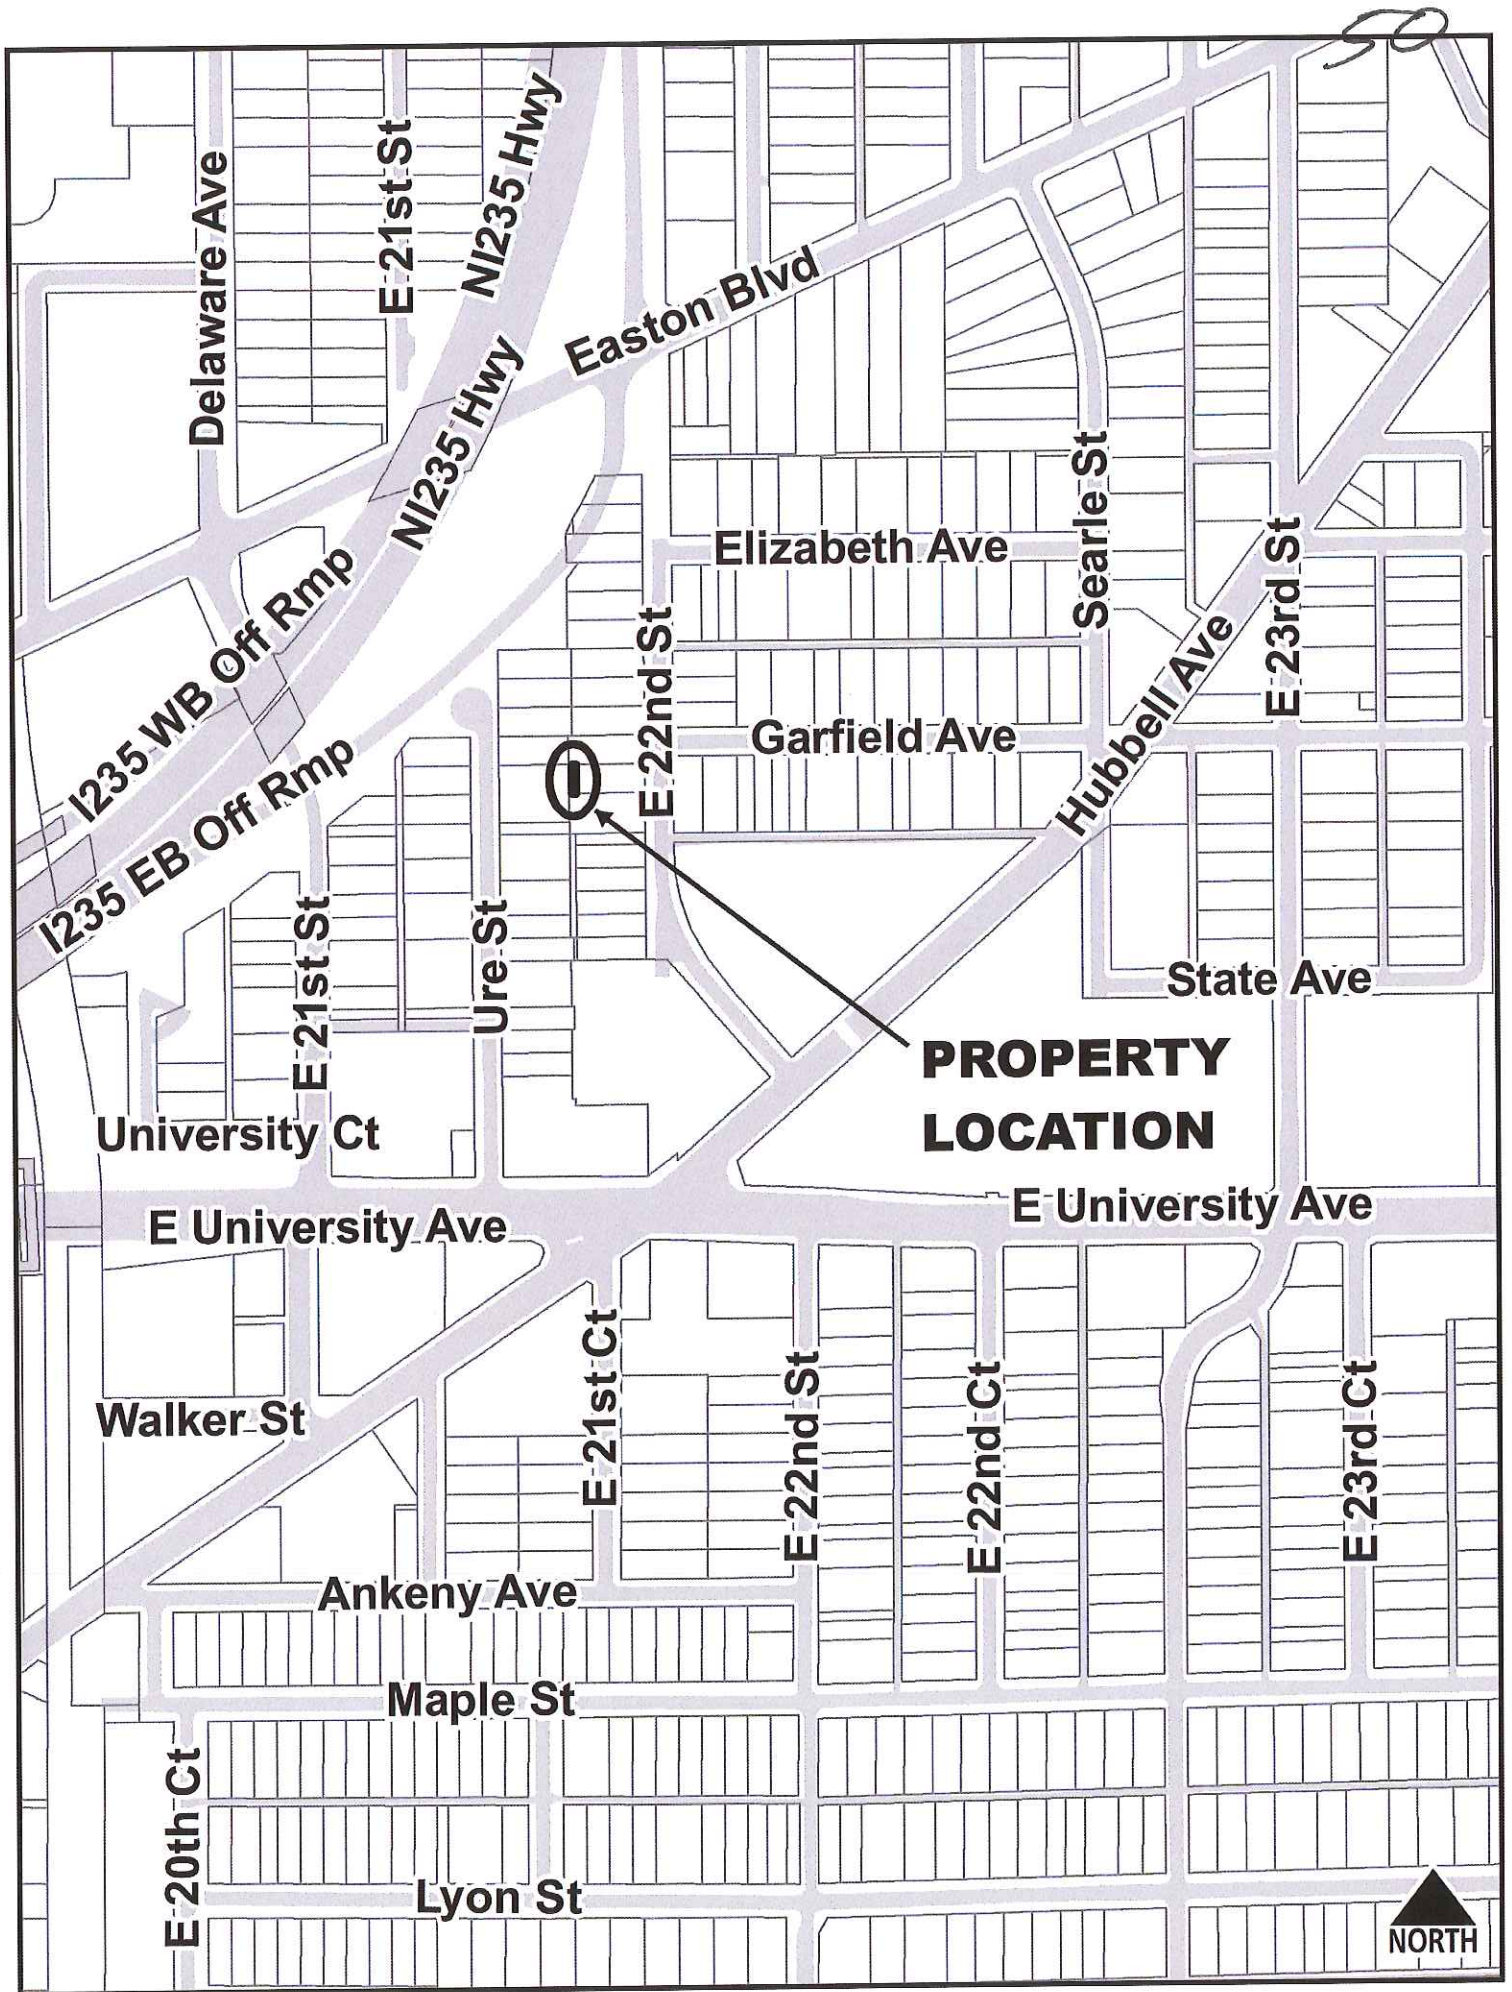 50
Delaware Ave
E 21st St
NI235 Hwy
Easton Blvd
NI235 Hwy
Searle St
Elizabeth Ave
E 23rd St
I235 WB Off Rmp
E 22nd St
Hubbell Ave
Garfield Ave
I235 EB Off Rmp
E 21st St
Ure St
State Ave
PROPERTY
LOCATION
University Ct
E University Ave
E University Ave
E 21st Ct
Walker St
E 22nd St
E 22nd Ct
E 23rd Ct
Ankeny Ave
Maple St
E 20th Ct
Lyon St
NORTH